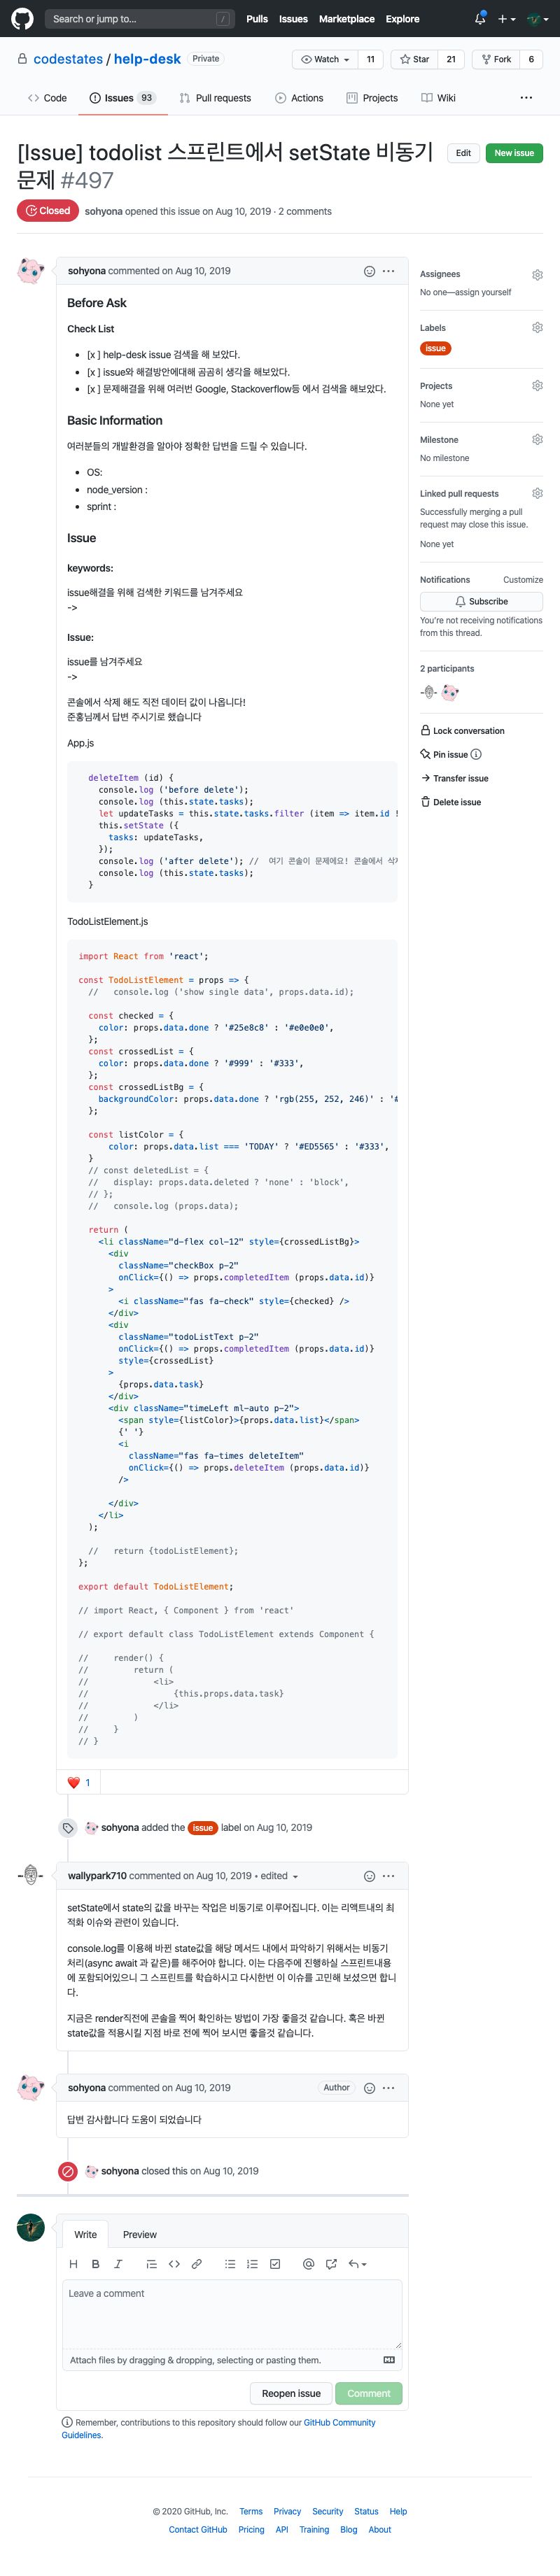 Search or jump to... /
Pulls Issues Marketplace Explore
codestates / help-desk Private
Watch 11 Star 21 Fork 6
Code Issues 93 Pull requests Actions Projects Wiki ...
[Issue] todolist 스프린트에서 setState 비동기
문제 #497
Edit New issue
Closed sohyona opened this issue on Aug 10, 2019 · 2 comments
sohyona commented on Aug 10, 2019
Before Ask
Check List
• [x ] help-desk issue 검색을 해 보았다.
• [x ] issue와 해결방안에대해 곰곰히 생각을 해보았다.
• [x ] 문제해결을 위해 여러번 Google, Stackoverflow등 에서 검색을 해보았다.
Basic Information
여러분들의 개발환경을 알아야 정확한 답변을 드릴 수 있습니다.
• OS:
• node_version :
• sprint :
Issue
keywords:
issue해결을 위해 검색한 키워드를 남겨주세요
->
Issue:
issue를 남겨주세요
->
콘솔에서 삭제 해도 직전 데이터 값이 나옵니다!
준홍님께서 답변 주시기로 했습니다
App.js
deleteItem (id) {
console.log ('before delete');
console.log (this.state.tasks);
let updateTasks = this.state.tasks.filter (item => item.id !
this.setState ({
tasks: updateTasks,
});
console.log ('after delete'); // 여기 콘솔이 문제에요! 콘솔에서 삭제
console.log (this.state.tasks);
}
TodoListElement.js
import React from 'react';
const TodoListElement = props => {
// console.log ('show single data', props.data.id);
const checked = {
color: props.data.done ? '#25e8c8' : '#e0e0e0',
};
const crossedList = {
color: props.data.done ? '#999' : '#333',
};
const crossedListBg = {
backgroundColor: props.data.done ? 'rgb(255, 252, 246)' : '#
};
const listColor = {
color: props.data.list === 'TODAY' ? '#ED5565' : '#333',
}
// const deletedList = {
// display: props.data.deleted ? 'none' : 'block',
// };
// console.log (props.data);
return (
<li className="d-flex col-12" style={crossedListBg}>
<div
className="checkBox p-2"
onClick={() => props.completedItem (props.data.id)}
>
<i className="fas fa-check" style={checked} />
</div>
<div
className="todoListText p-2"
onClick={() => props.completedItem (props.data.id)}
style={crossedList}
>
{props.data.task}
</div>
<div className="timeLeft ml-auto p-2">
<span style={listColor}>{props.data.list}</span>
{' '}
<i
className="fas fa-times deleteItem"
onClick={() => props.deleteItem (props.data.id)}
/>
</div>
</li>
);
// return {todoListElement};
};
export default TodoListElement;
// import React, { Component } from 'react'
// export default class TodoListElement extends Component {
// render() {
// return (
// <li>
// {this.props.data.task}
// </li>
// )
// }
// }
❤️ 1
Assignees
No one—assign yourself
Labels
issue
Projects
None yet
Milestone
No milestone
Linked pull requests
Successfully merging a pull
request may close this issue.
None yet
Notifications Customize
Subscribe
You're not receiving notifications
from this thread.
2 participants
Lock conversation
Pin issue
Transfer issue
Delete issue
sohyona added the issue label on Aug 10, 2019
wallypark710 commented on Aug 10, 2019 • edited
setState에서 state의 값을 바꾸는 작업은 비동기로 이루어집니다. 이는 리액트내의 최
적화 이슈와 관련이 있습니다.
console.log를 이용해 바뀐 state값을 해당 메서드 내에서 파악하기 위해서는 비동기
처리(async await 과 같은)를 해주어야 합니다. 이는 다음주에 진행하실 스프린트내용
에 포함되어있으니 그 스프린트를 학습하시고 다시한번 이 이슈를 고민해 보셨으면 합니
다.
지금은 render직전에 콘솔을 찍어 확인하는 방법이 가장 좋을것 같습니다. 혹은 바뀐
state값을 적용시킬 지점 바로 전에 찍어 보시면 좋을것 같습니다.
sohyona commented on Aug 10, 2019 Author
답변 감사합니다 도움이 되었습니다
sohyona closed this on Aug 10, 2019
Write Preview
Leave a comment
Attach files by dragging & dropping, selecting or pasting them.
Reopen issue Comment
Remember, contributions to this repository should follow our GitHub Community
Guidelines.
© 2020 GitHub, Inc. Terms Privacy Security Status Help
Contact GitHub Pricing API Training Blog About